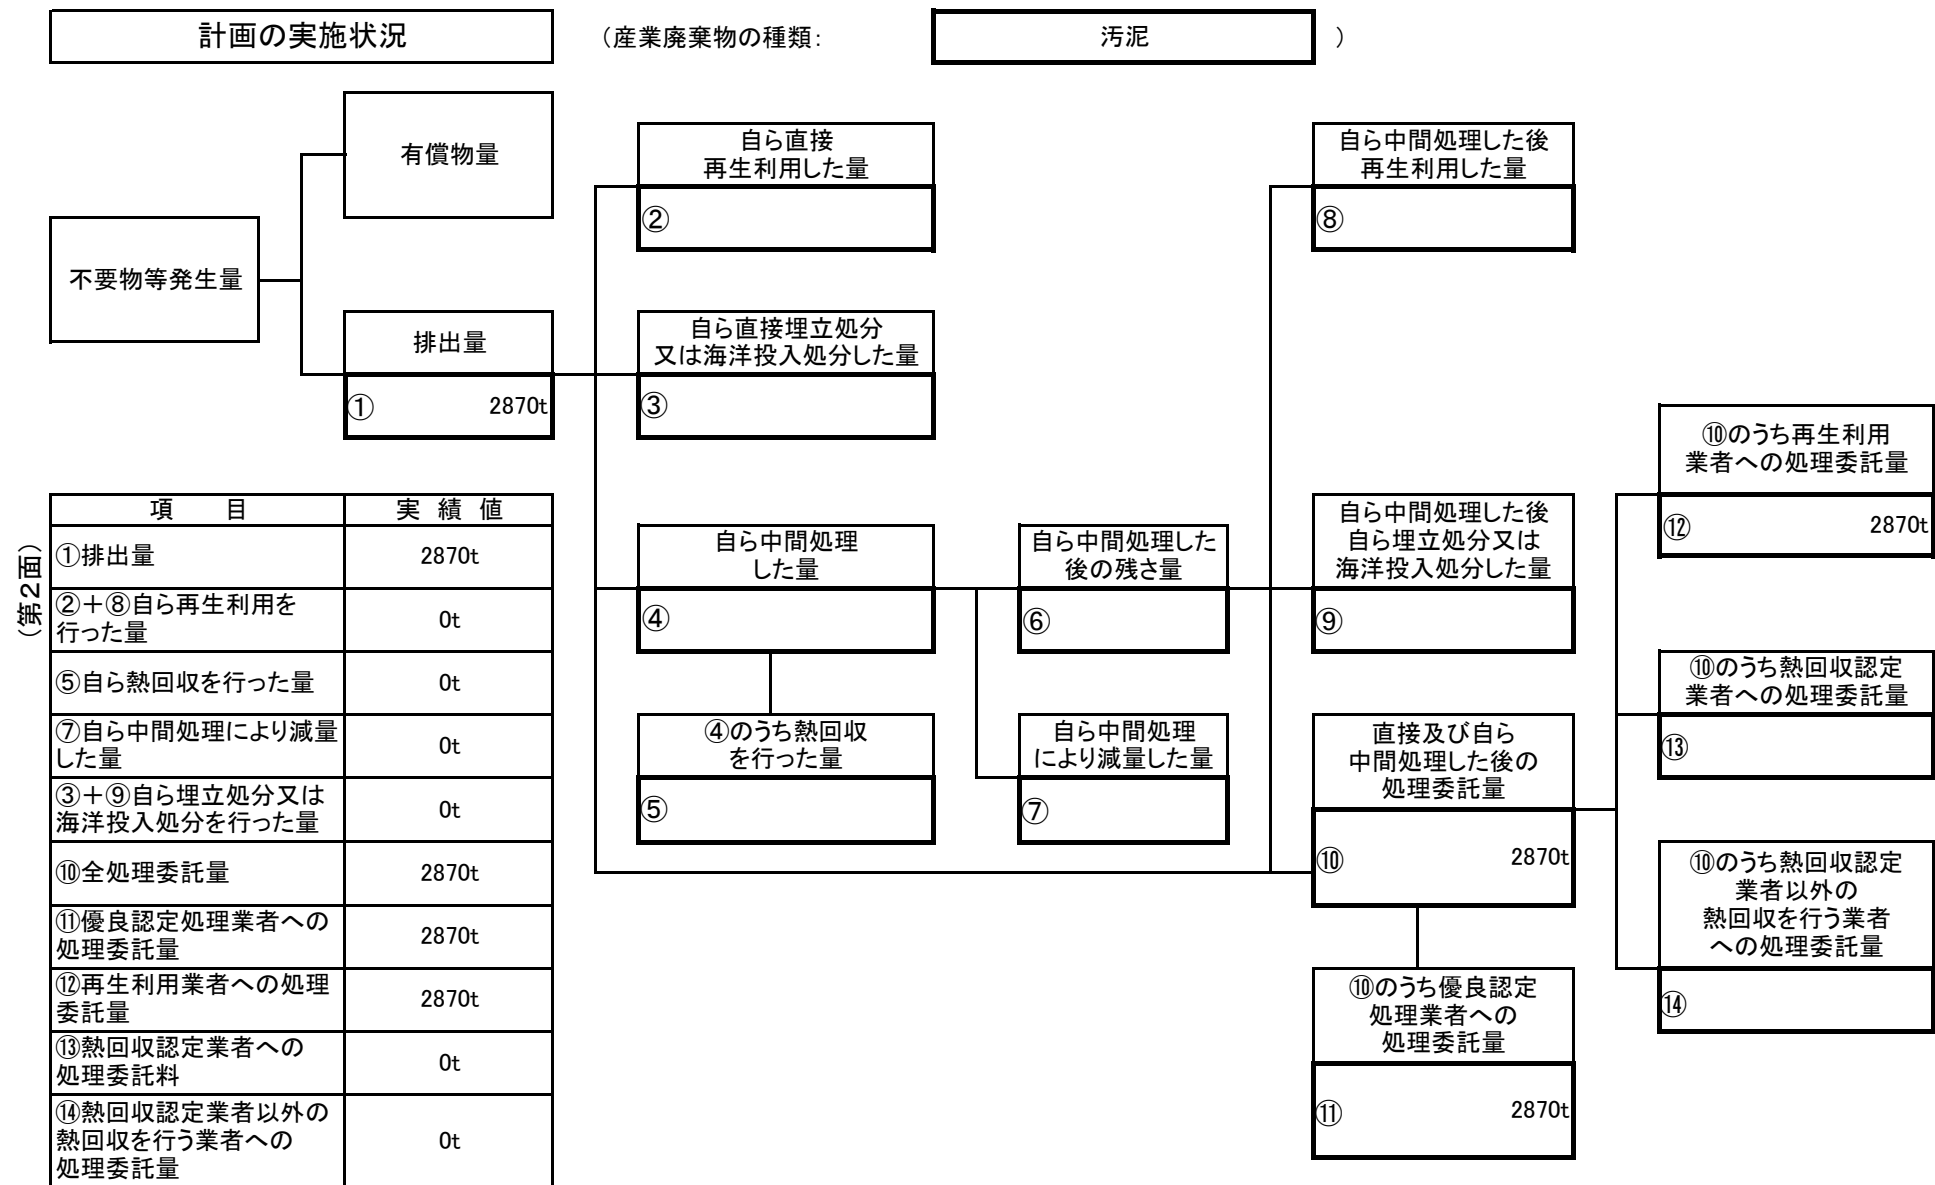 計画の実施状況
（産業廃棄物の種類：
汚泥
）
有償物量
不要物等発生量
排出量
① 2870t
自ら直接
再生利用した量
②
自ら直接埋立処分
又は海洋投入処分した量
③
自ら中間処理した後
再生利用した量
⑧
（第２面）
項　目 実 績 値
①排出量 2870t
②＋⑧自ら再生利用を
行った量
0t
⑤自ら熱回収を行った量 0t
⑦自ら中間処理により減量
した量
0t
③＋⑨自ら埋立処分又は
海洋投入処分を行った量
0t
⑩全処理委託量 2870t
⑪優良認定処理業者への
処理委託量
2870t
⑫再生利用業者への処理
委託量
2870t
⑬熱回収認定業者への
処理委託料
0t
⑭熱回収認定業者以外の
熱回収を行う業者への
処理委託量
0t
自ら中間処理
した量
④
④のうち熱回収
を行った量
⑤
自ら中間処理した
後の残さ量
⑥
自ら中間処理
により減量した量
⑦
自ら中間処理した後
自ら埋立処分又は
海洋投入処分した量
⑨
直接及び自ら
中間処理した後の
処理委託量
⑩ 2870t
⑩のうち優良認定
処理業者への
処理委託量
⑪ 2870t
⑩のうち再生利用
業者への処理委託量
⑫ 2870t
⑩のうち熱回収認定
業者への処理委託量
⑬
⑩のうち熱回収認定
業者以外の
熱回収を行う業者
への処理委託量
⑭